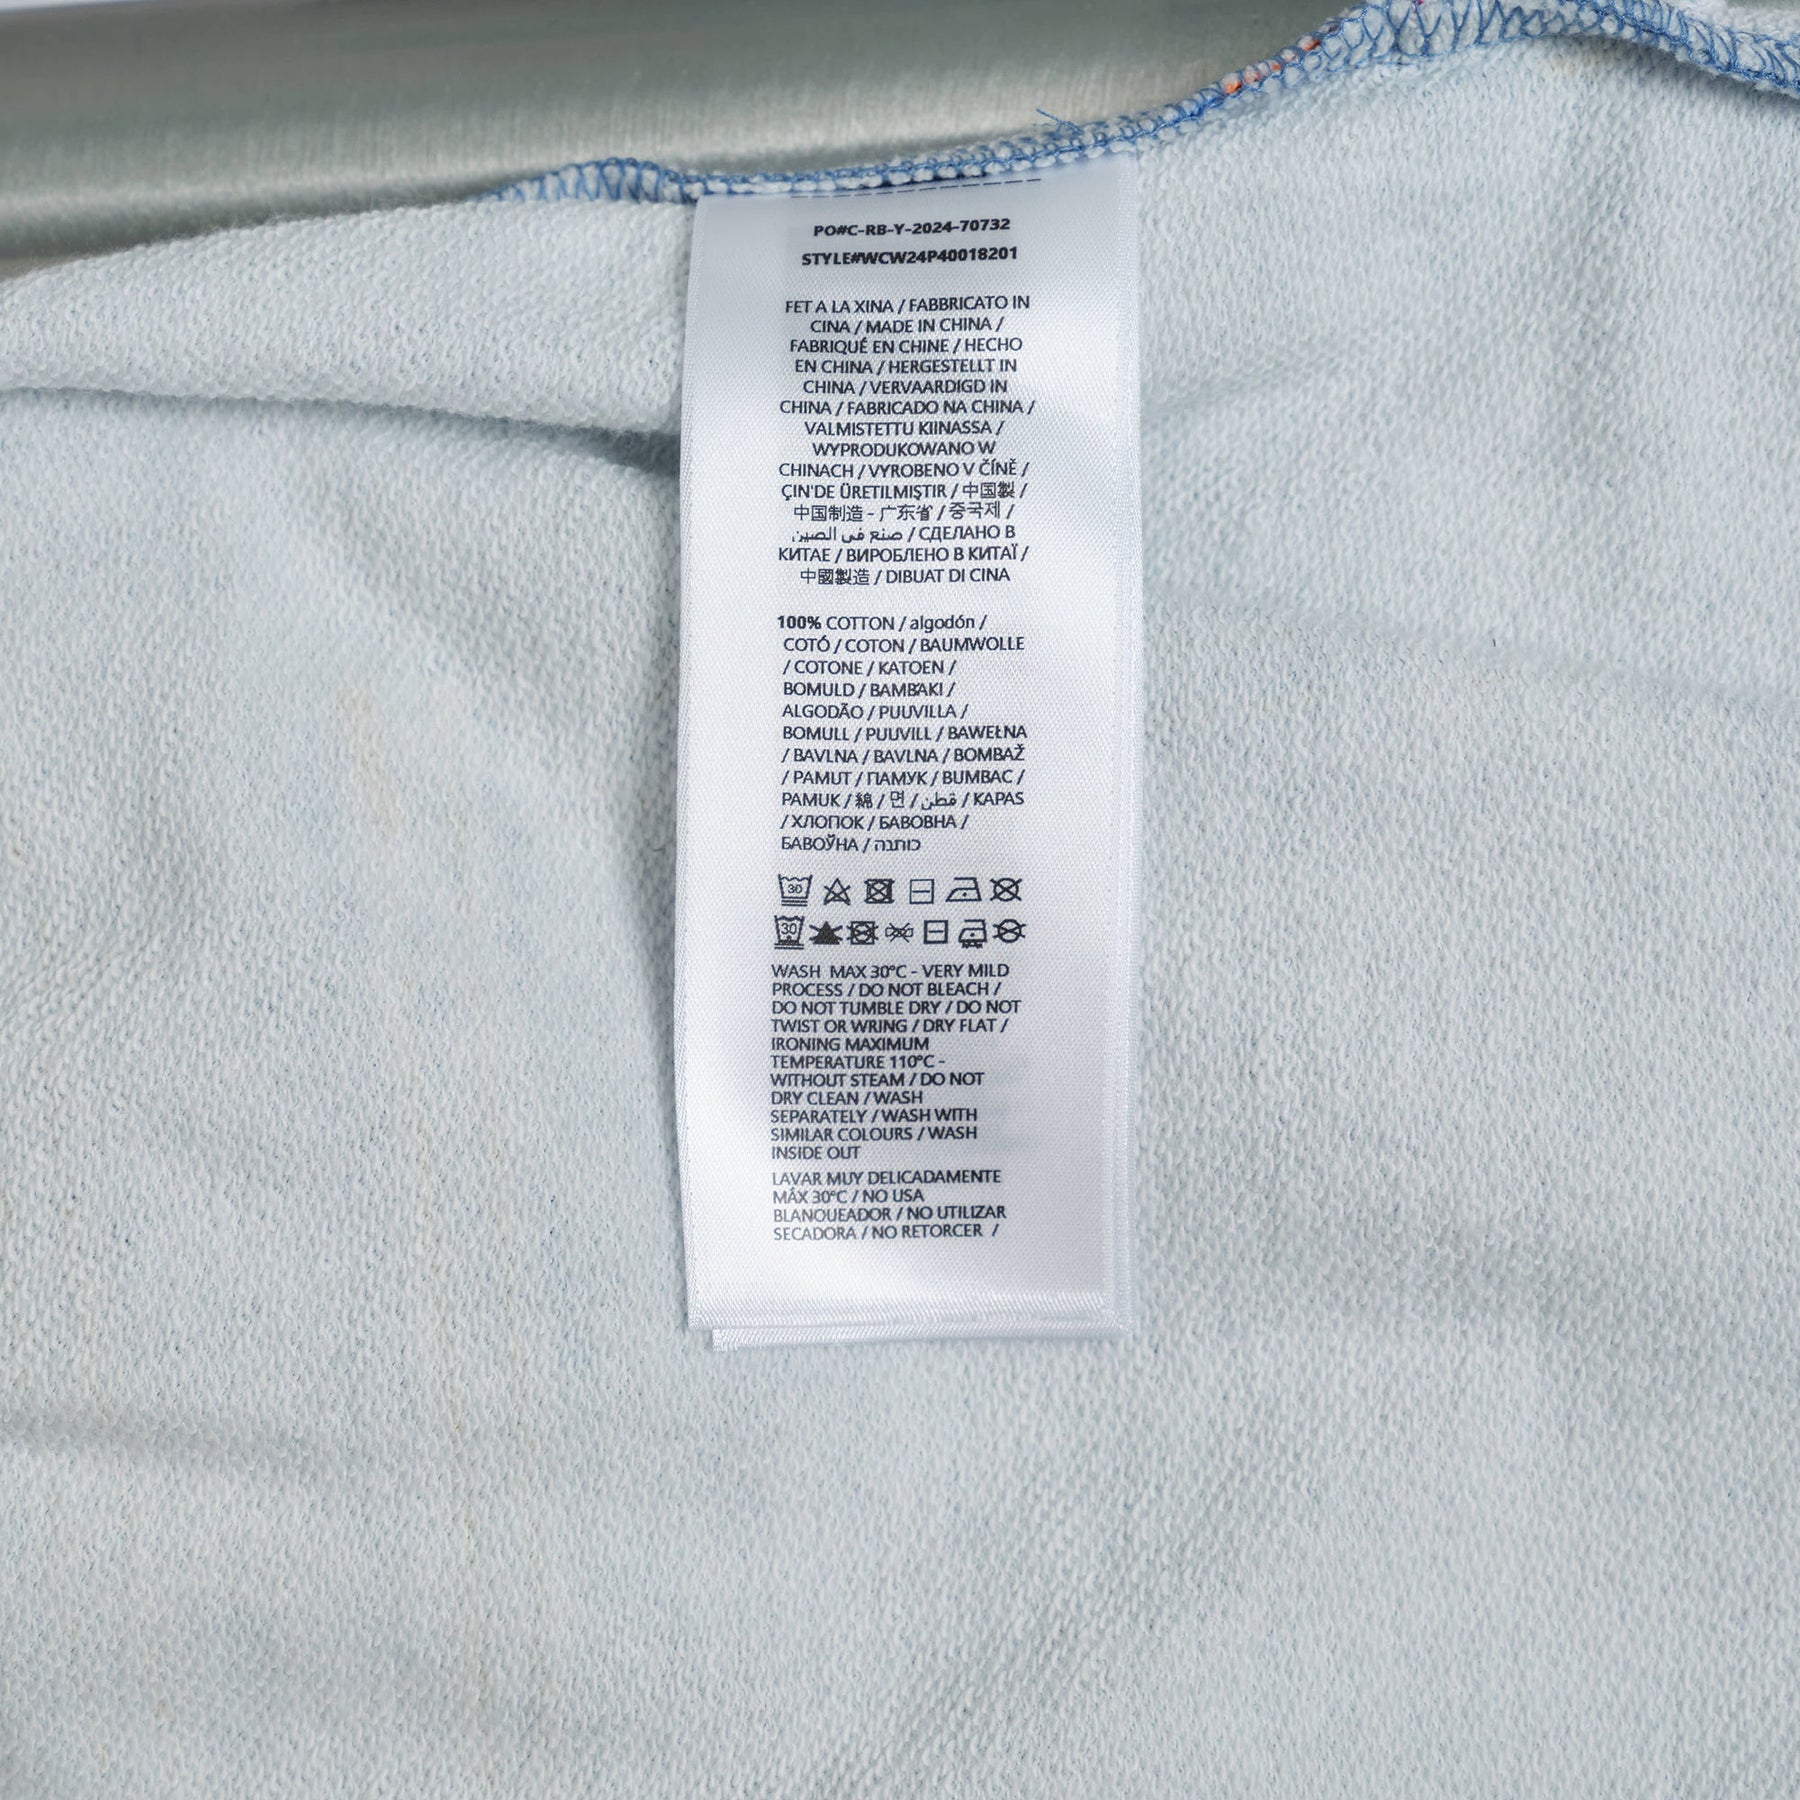 PO#C-RB-Y-2024-70732
STYLE#WCW24P40018201
FET A LA XINA / FABBRICATO IN
CINA / MADE IN CHINA /
FABRIQUÉ EN CHINE / HECHO
EN CHINA / HERGESTELLT IN
CHINA / VERVAARDIGD IN
CHINA / FABRICADO NA CHINA /
VALMISTETTU KIINASSA /
WYPRODUKOWANO W
CHINACH / VYROBENO V ČÍNĚ /
ÇIN'DE ÜRETILMIŞTIR / 中国製 /
中国制造 - 广东省 / 중국제 /
صنع في الصين / СДЕЛАНО В
КИТАЕ / ВИРОБЛЕНО В КИТАЇ /
中國製造 / DIBUAT DI CINA
100% COTTON / algodón /
COTÓ / COTON / BAUMWOLLE
/ COTONE / KATOEN /
BOMULD / BAMBAKI /
ALGODÃO / PUUVILLA /
BOMULL / PUUVILL / BAWEŁNA
/ BAVLNA / BAVLNA / BOMBAŽ
/ PAMUT / ПАМУК / BUMBAC /
PAMUK / 綿 / 면 / قطن / KAPAS
/ ХЛОПОК / БАВОВНА /
БАВОЎНА / כותנה
30
30
WASH MAX 30°C - VERY MILD
PROCESS / DO NOT BLEACH /
DO NOT TUMBLE DRY / DO NOT
TWIST OR WRING / DRY FLAT /
IRONING MAXIMUM
TEMPERATURE 110°C -
WITHOUT STEAM / DO NOT
DRY CLEAN / WASH
SEPARATELY / WASH WITH
SIMILAR COLOURS / WASH
INSIDE OUT
LAVAR MUY DELICADAMENTE
MÁX 30°C / NO USA
BLANQUEADOR / NO UTILIZAR
SECADORA / NO RETORCER /